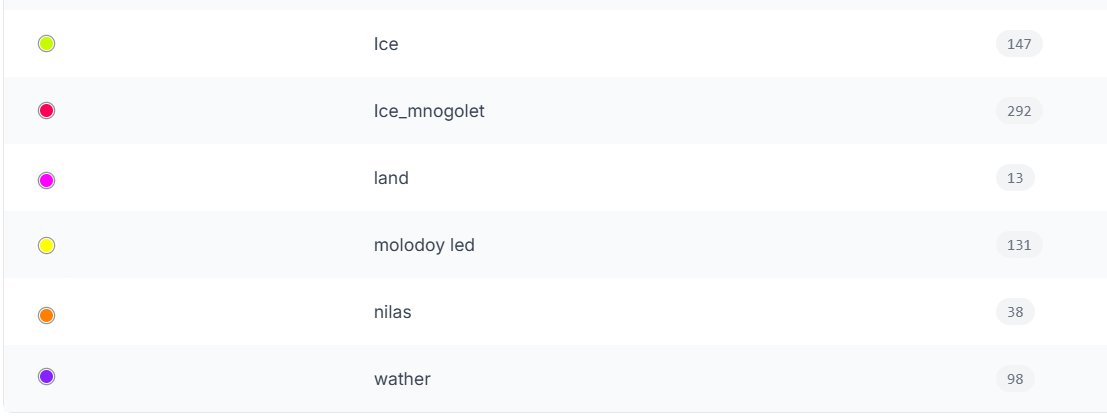 Ice 147
Ice_mnogolet 292
land 13
molodoy led 131
nilas 38
wather 98